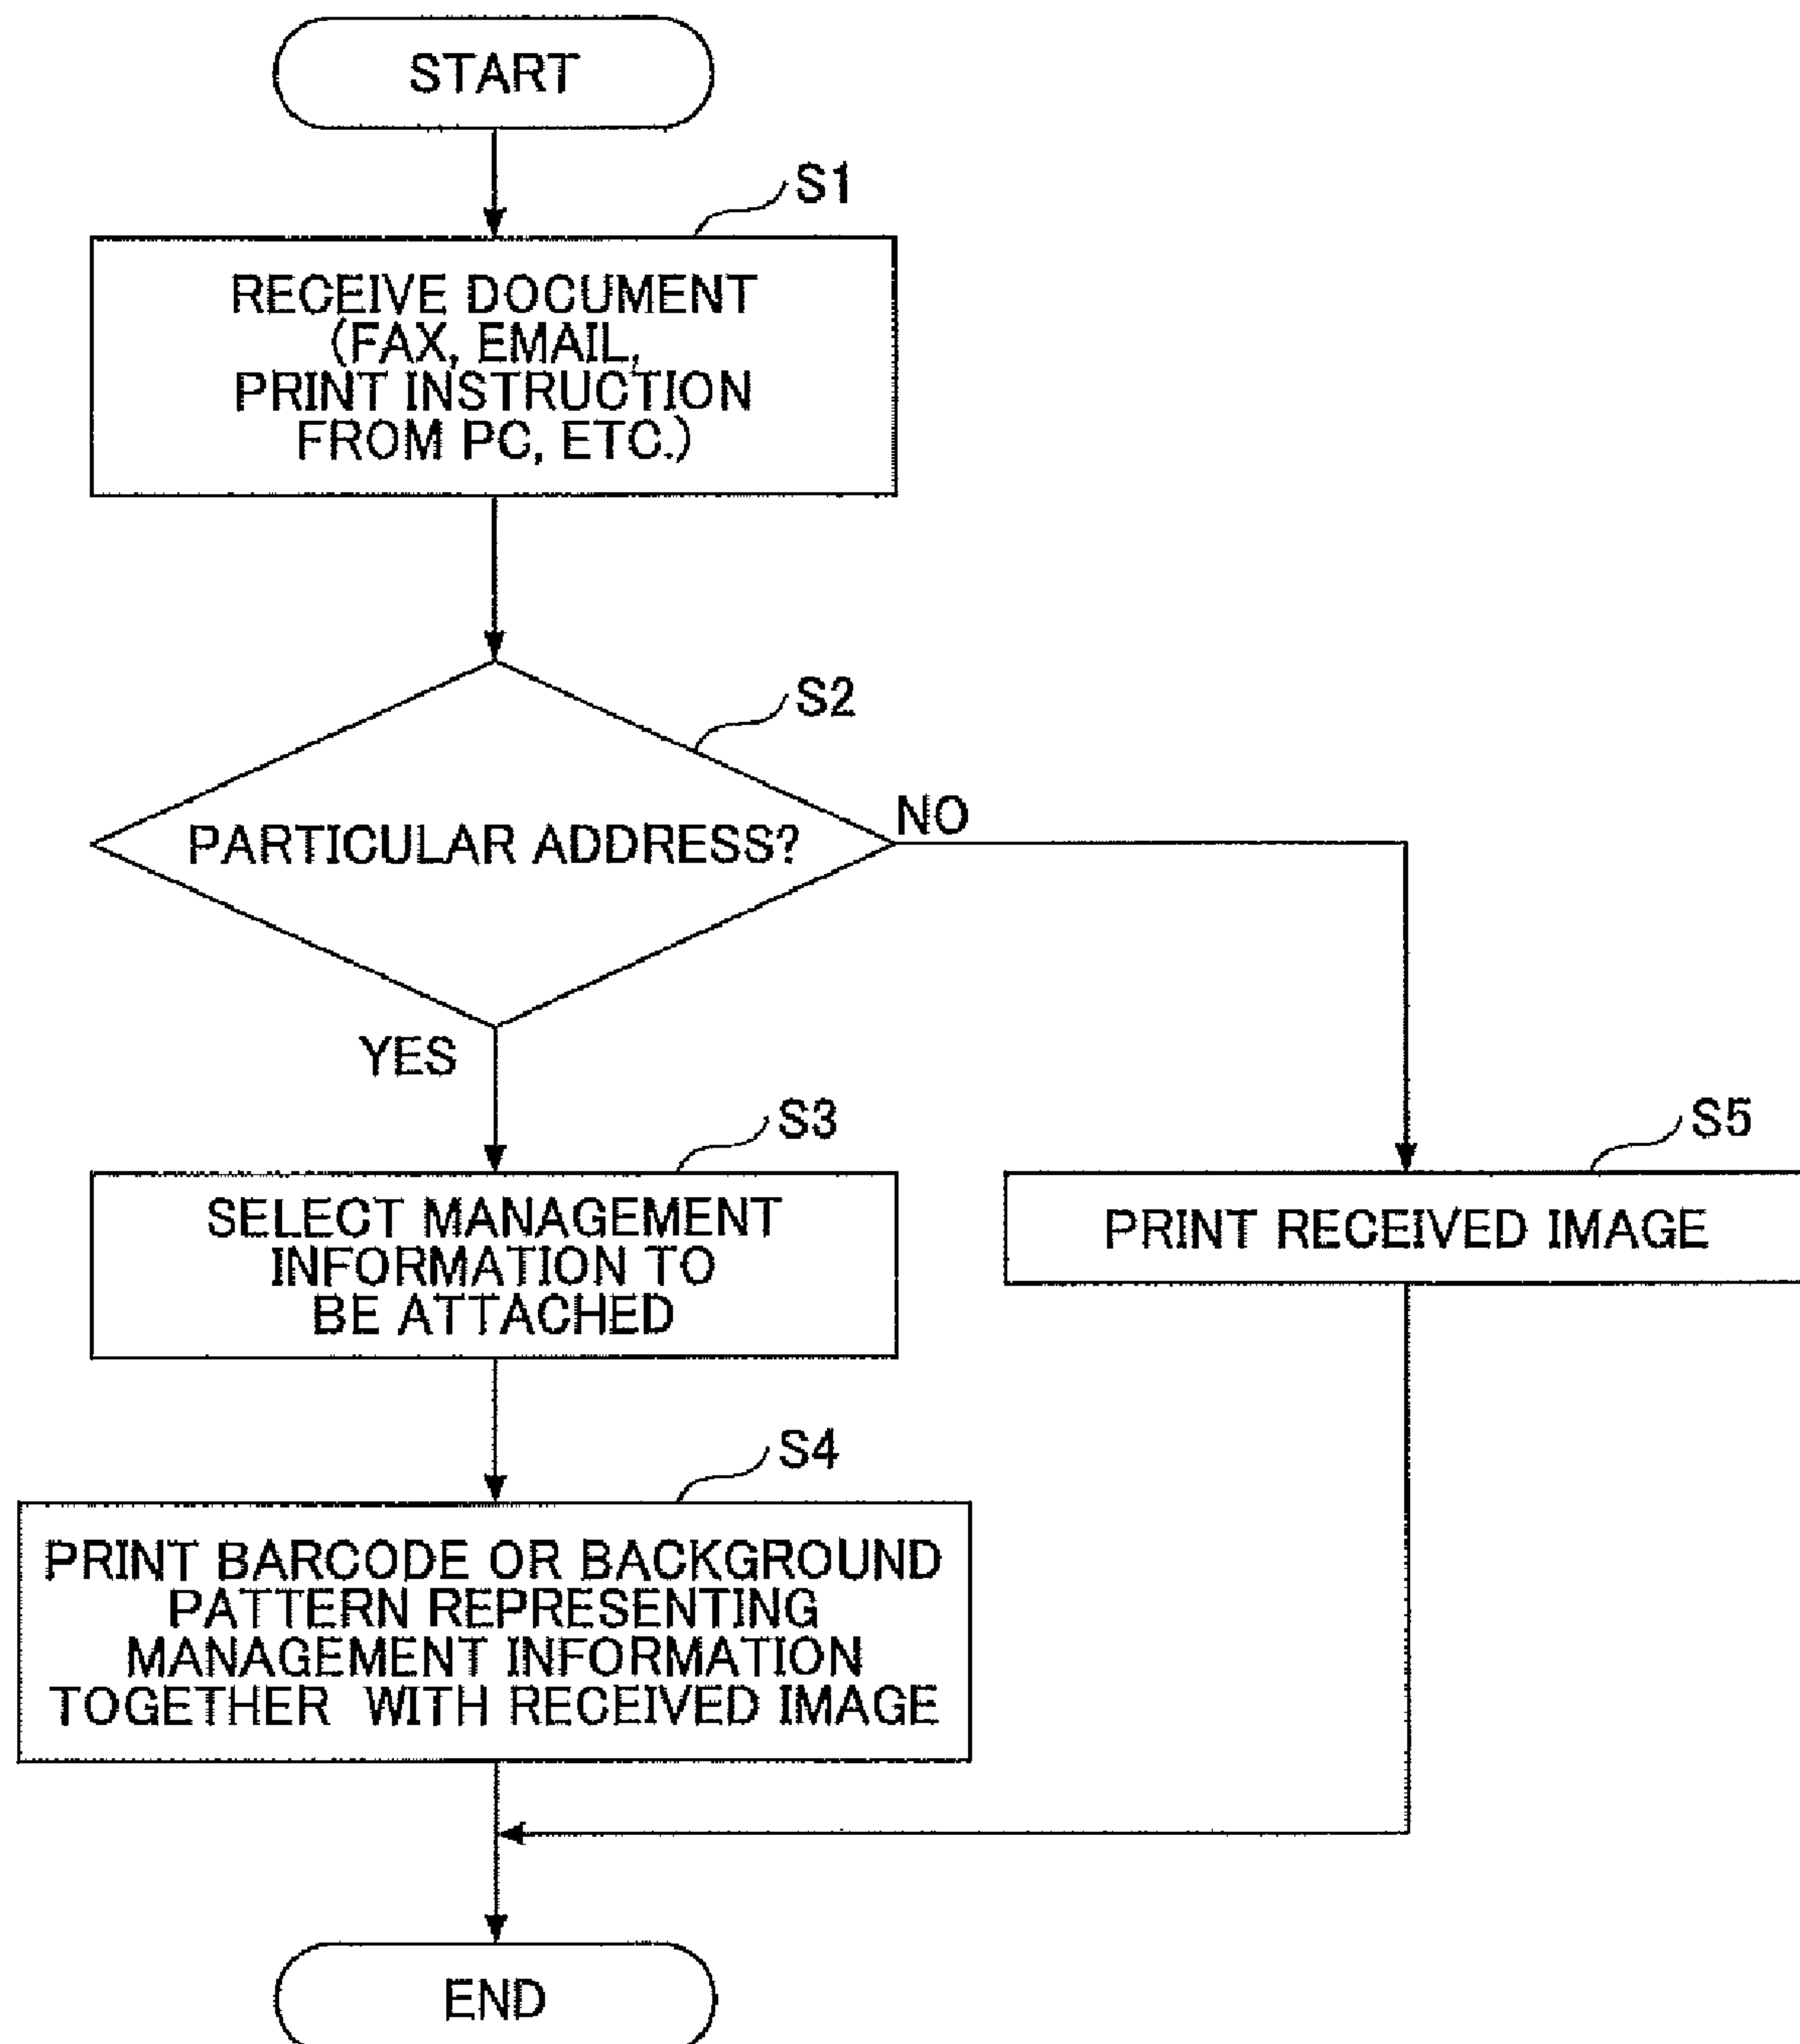 START
S1
RECEIVE DOCUMENT
(FAX, EMAIL,
PRINT INSTRUCTION
FROM PC, ETC.)
S2
PARTICULAR ADDRESS?
NO
YES
S3
SELECT MANAGEMENT
INFORMATION TO
BE ATTACHED
S5
PRINT RECEIVED IMAGE
S4
PRINT BARCODE OR BACKGROUND
PATTERN REPRESENTING
MANAGEMENT INFORMATION
TOGETHER WITH RECEIVED IMAGE
END